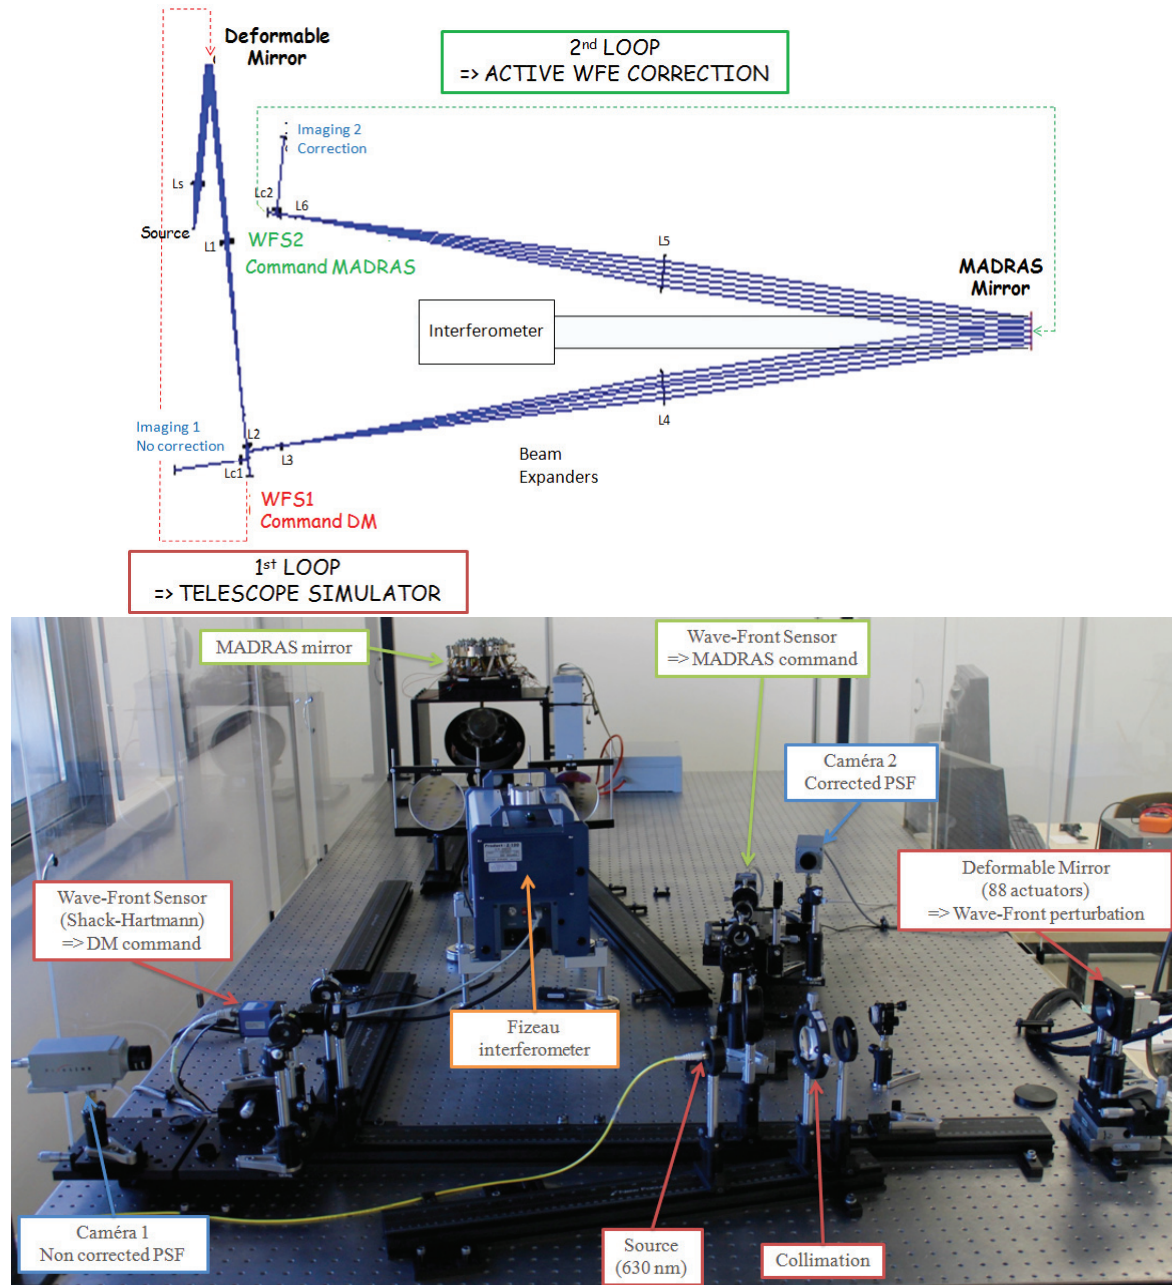 Deformable
Mirror
2nd LOOP
=> ACTIVE WFE CORRECTION
Imaging 2
Correction
Ls
Lc2
L6
Source
L1
WFS2
Command MADRAS
L5
MADRAS
Mirror
Interferometer
L4
Imaging 1
No correction
L2
L3
Lc1
Beam
Expanders
WFS1
Command DM
1st LOOP
=> TELESCOPE SIMULATOR
MADRAS mirror
Wave-Front Sensor
=> MADRAS command
Caméra 2
Corrected PSF
Wave-Front Sensor
(Shack-Hartmann)
=> DM command
Deformable Mirror
(88 actuators)
=> Wave-Front perturbation
Fizeau
interferometer
Caméra 1
Non corrected PSF
Source
(630 nm)
Collimation